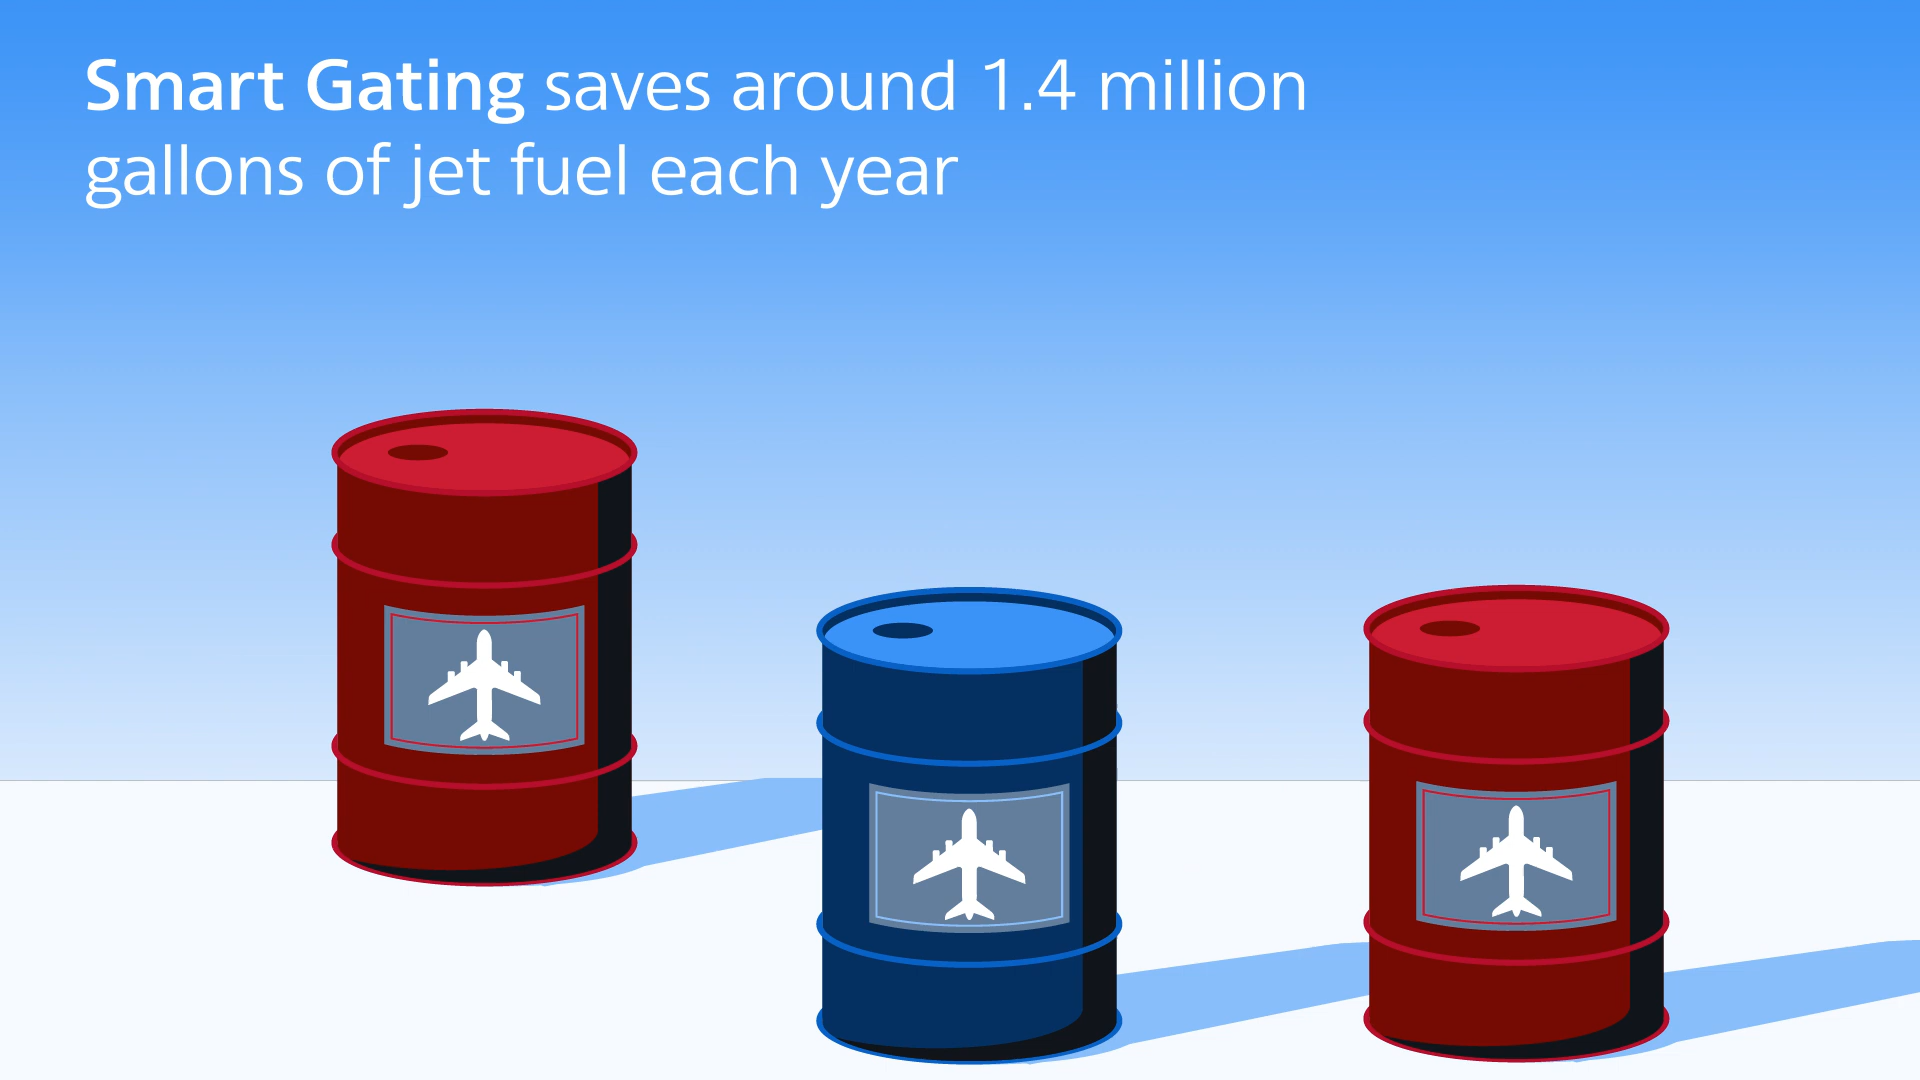 Smart Gating saves around 1.4 million
gallons of jet fuel each year